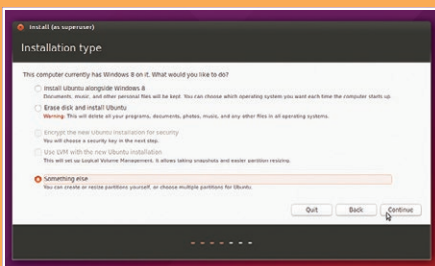 Install (as superuser)
Installation type
This computer currently has Windows 8 on it. What would you like to do?
Install Ubuntu alongside Windows 8
Documents, music, and other personal files will be kept. You can choose which operating system you want each time the computer starts up.
Erase disk and install Ubuntu
Warning: This will delete all your programs, documents, photos, music, and any other files in all operating systems.
Encrypt the new Ubuntu installation for security
You will choose a security key in the next step.
Use LVM with the new Ubuntu installation
This will set up Logical Volume Management. It allows taking snapshots and easier partition resizing.
Something else
You can create or resize partitions yourself, or choose multiple partitions for Ubuntu.
Quit
Back
Continue